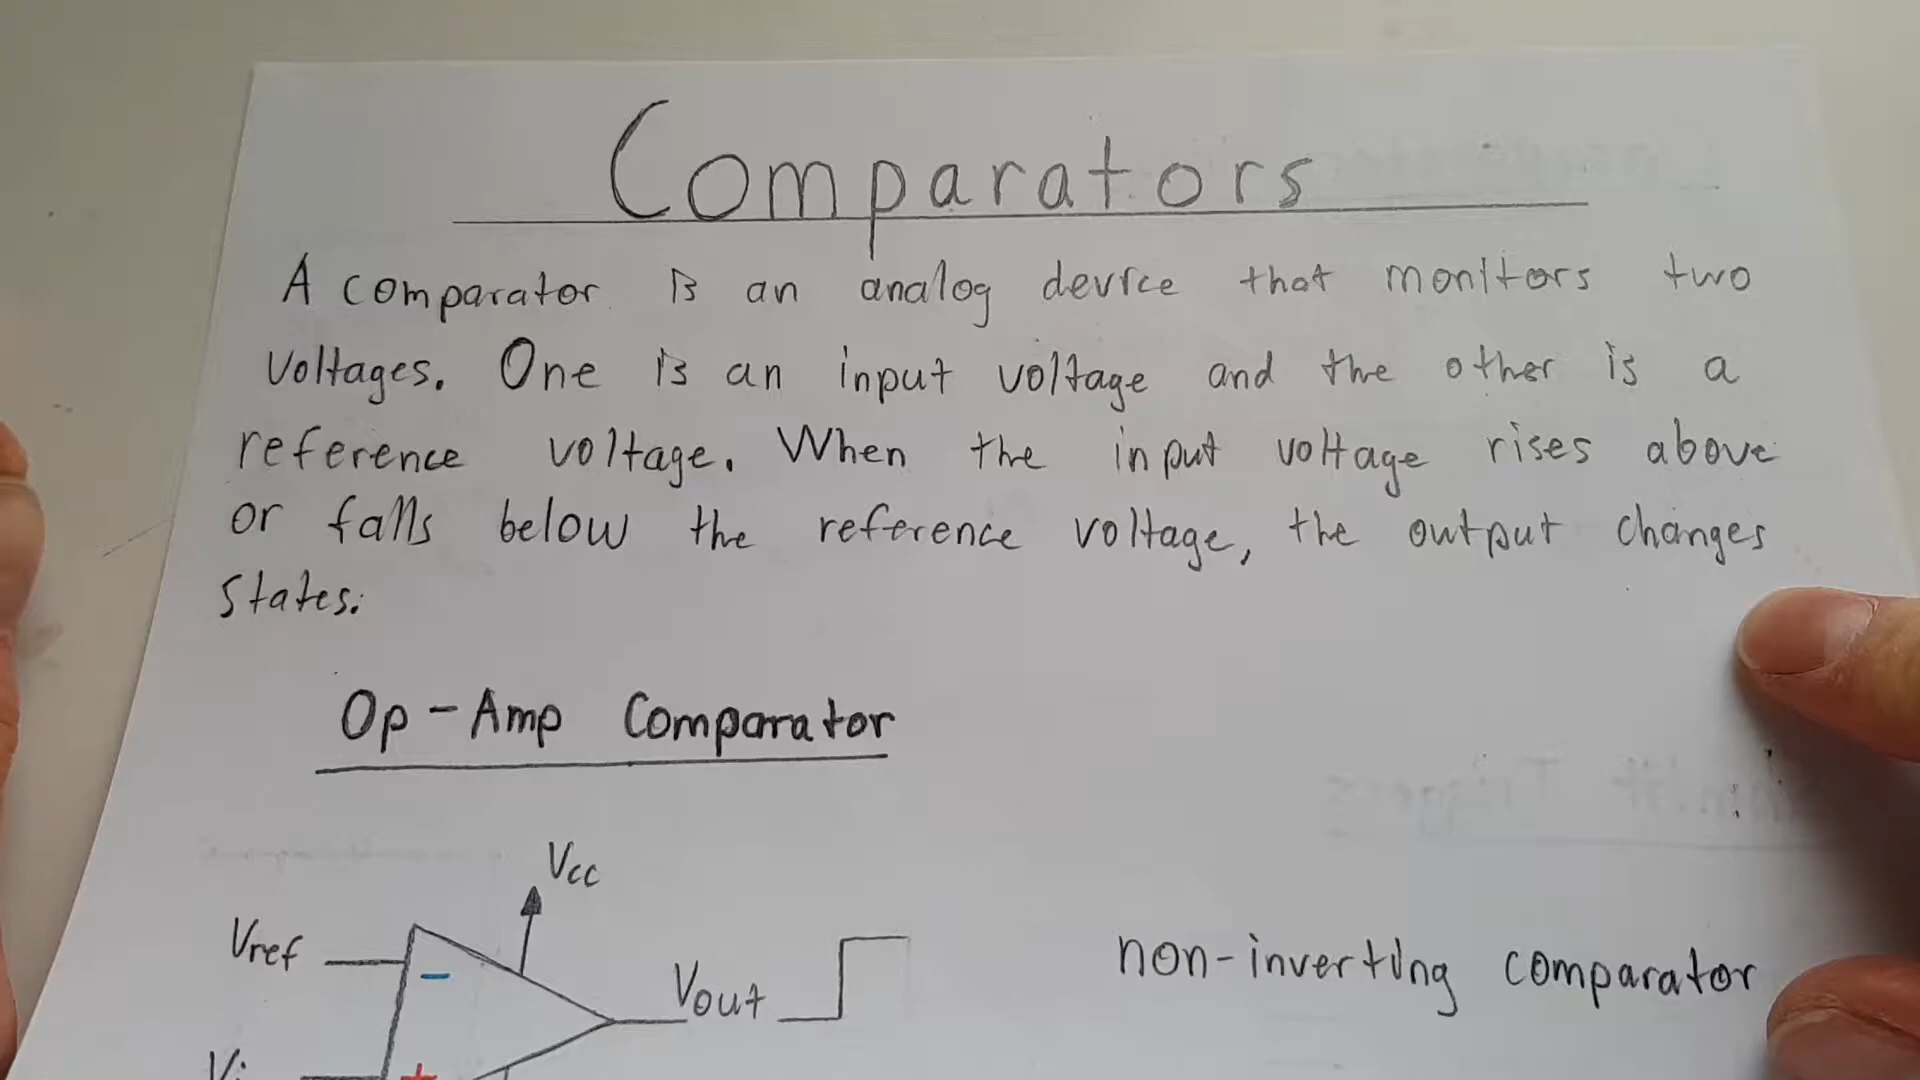 Comparators
A comparator is an analog device that monitors two
voltages. One is an input voltage and the other is a
reference voltage. When the input voltage rises above
or falls below the reference voltage, the output changes
states.
Op-Amp Comparator
Vcc
Vref
-
Vout
non-inverting comparator
+